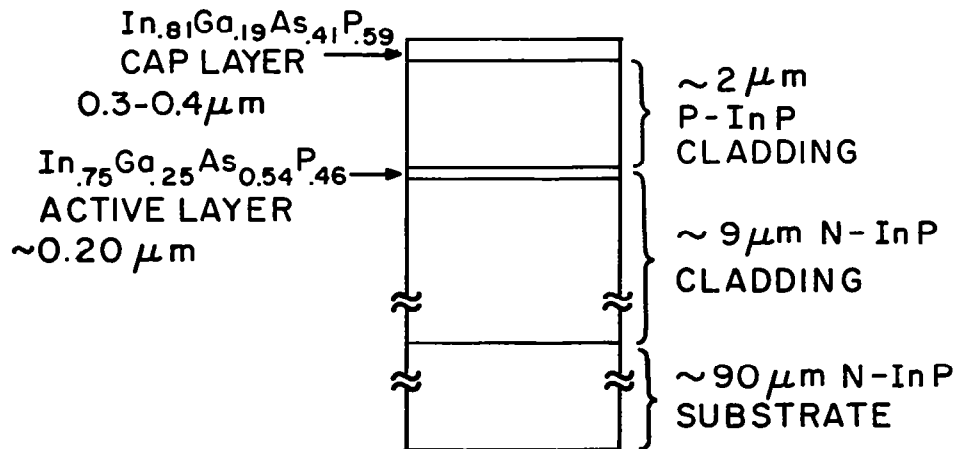 In.81Ga.19As.41P.59
CAP LAYER
0.3-0.4μm
~2μm
P-InP
CLADDING
In.75Ga.25As0.54P.46
ACTIVE LAYER
~0.20 μm
~9μm N-InP
CLADDING
~90μm N-InP
SUBSTRATE